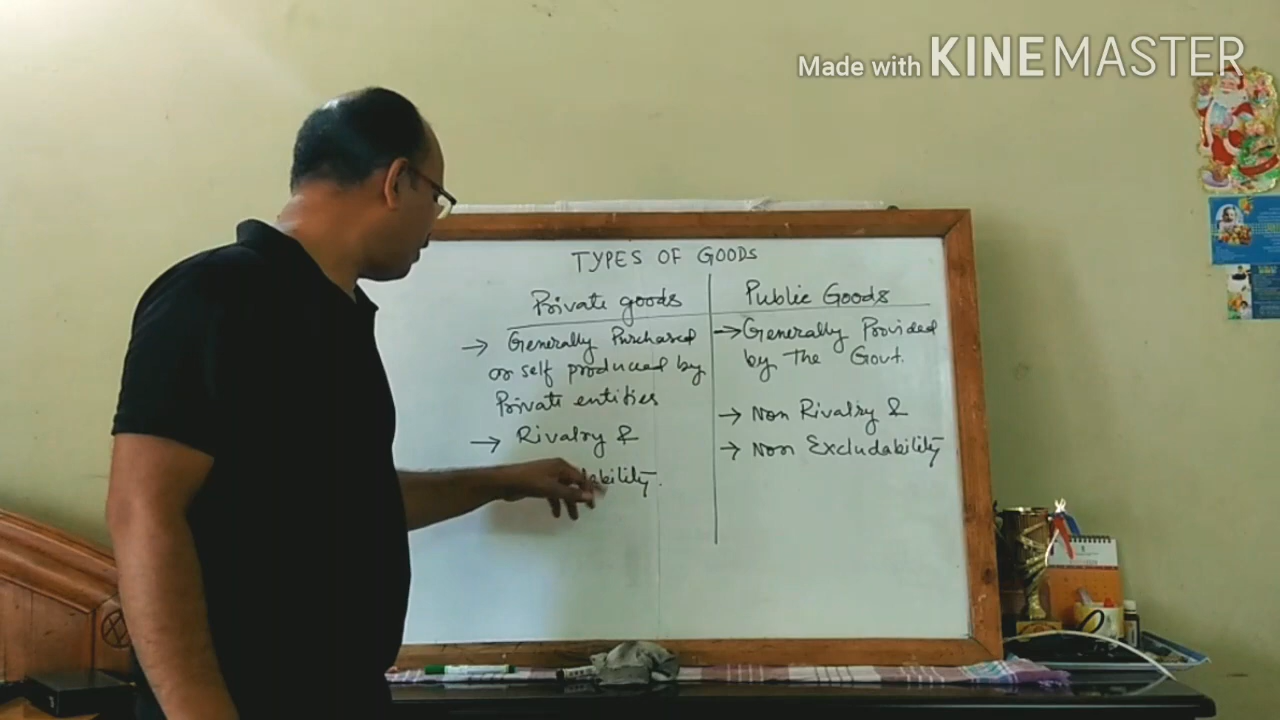 Made with KINEMASTER
TYPES OF GOODS
Private goods
→ Generally Purchased
or self produced by
Private entities
→ Rivalry &
dability.
Public Goods
→ Generally Provided
by The Govt.
→ Non Rivalry &
→ Non Excludability